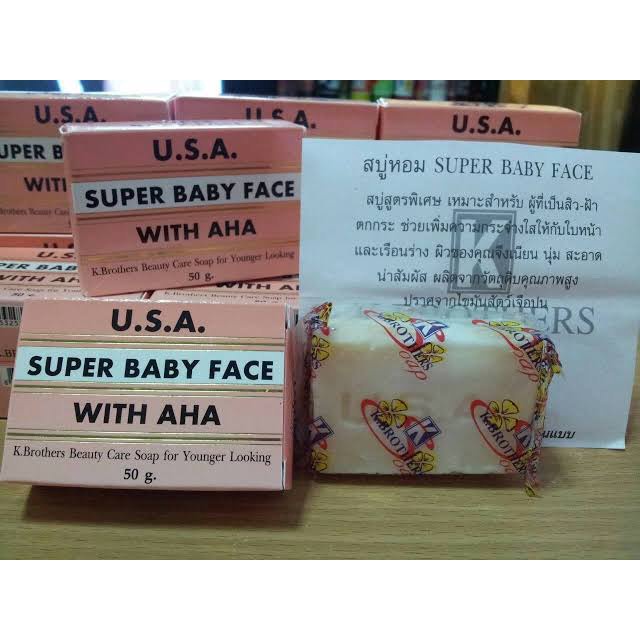 U.S.A.
U.S.A.
U.S.A.
SUPER BABY FACE
WITH AHA
K.Brothers Beauty Care Soap for Younger Looking
50 g.
U.S.A.
SUPER BABY FACE
WITH AHA
K.Brothers Beauty Care Soap for Younger Looking
50 g.
สบู่หอม SUPER BABY FACE
สบู่สูตรพิเศษ เหมาะสำหรับ ผู้ที่เป็นสิว-ฝ้า
ตกกระ ช่วยเพิ่มความกระจ่างใสให้กับใบหน้า
และเรือนร่าง ผิวของคุณจึงเนียน นุ่ม สะอาด
น่าสัมผัส ผลิตจากวัตถุดิบคุณภาพสูง
ปราศจากไขมันสัตว์เจือปน
K
U.S.A
K.BROTHERS
Soap